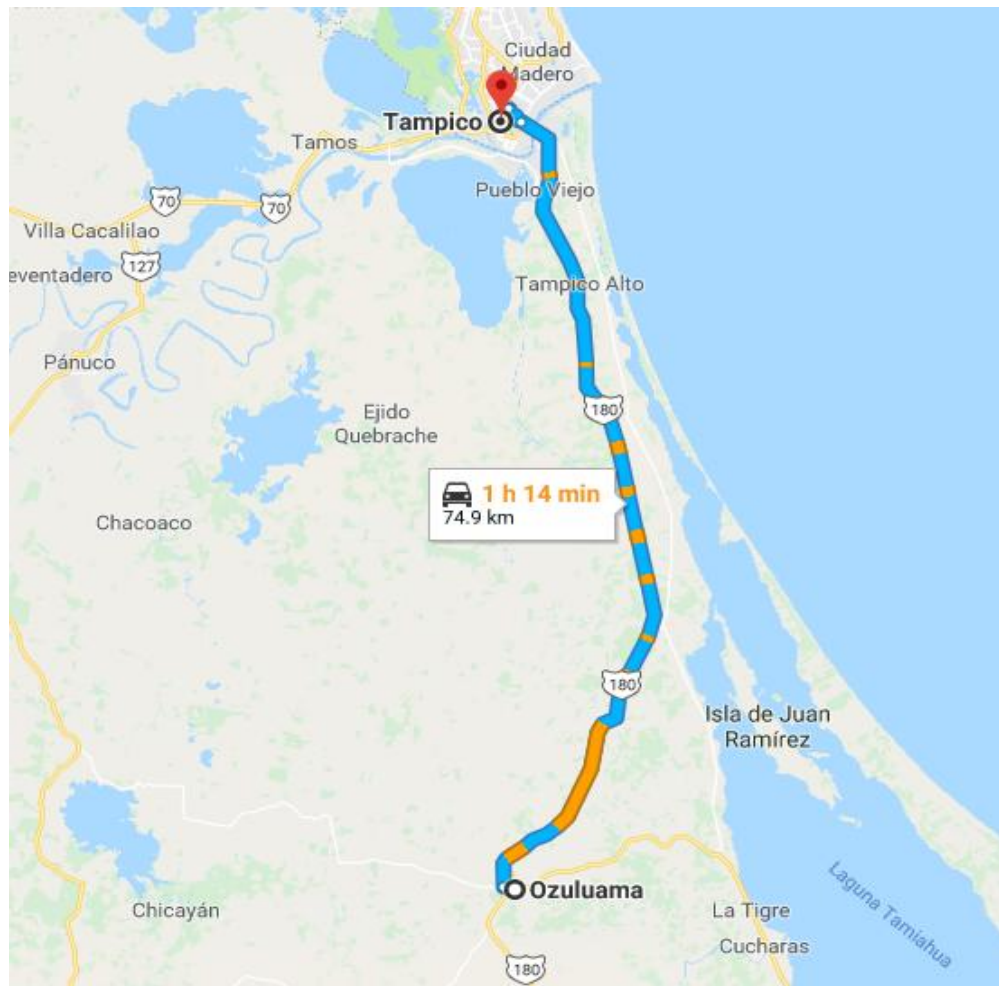 Ciudad
Madero
Tampico
Tamos
Pueblo Viejo
70
70
Villa Cacalilao
127
eventadero
Tampico Alto
Pánuco
180
Ejido
Quebrache
1 h 14 min
74.9 km
Chacoaco
180
Isla de Juan
Ramírez
Ozuluama
Laguna Tamiahua
Chicayán
La Tigre
Cucharas
180